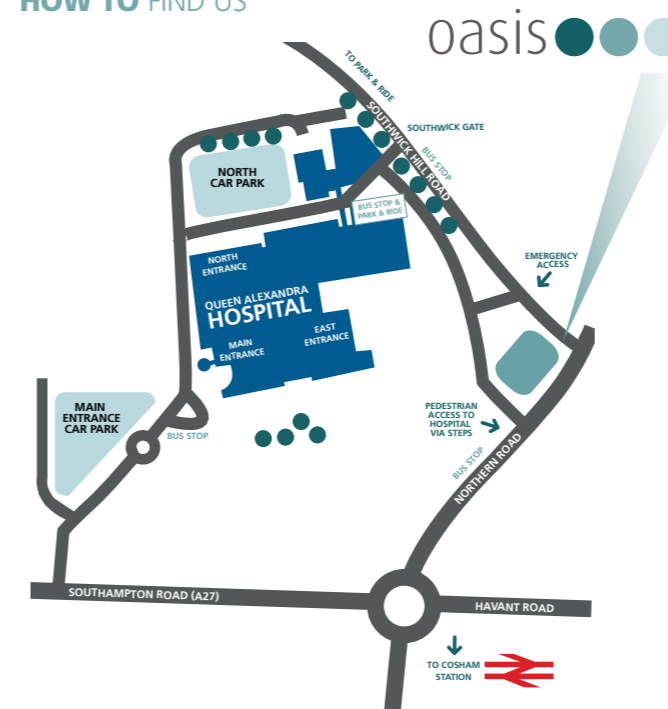 HOW TO FIND US
oasis
TO PARK & RIDE
SOUTHWICK HILL ROAD
SOUTHWICK GATE
BUS STOP
NORTH
CAR PARK
BUS STOP &
PARK & RIDE
NORTH
ENTRANCE
EMERGENCY
ACCESS
QUEEN ALEXANDRA
HOSPITAL
EAST
ENTRANCE
MAIN
ENTRANCE
MAIN
ENTRANCE
CAR PARK
BUS STOP
PEDESTRIAN
ACCESS TO
HOSPITAL
VIA STEPS
BUS STOP
NORTHERN ROAD
SOUTHAMPTON ROAD (A27)
HAVANT ROAD
TO COSHAM
STATION